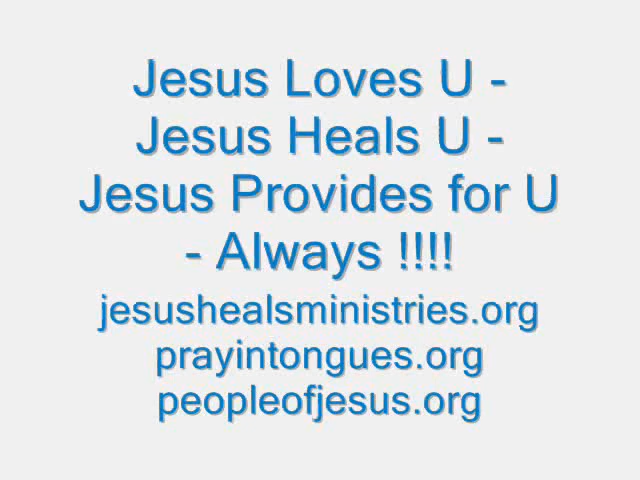 Jesus Loves U -
Jesus Heals U -
Jesus Provides for U
- Always !!!!
jesushealsministries.org
prayintongues.org
peopleofjesus.org